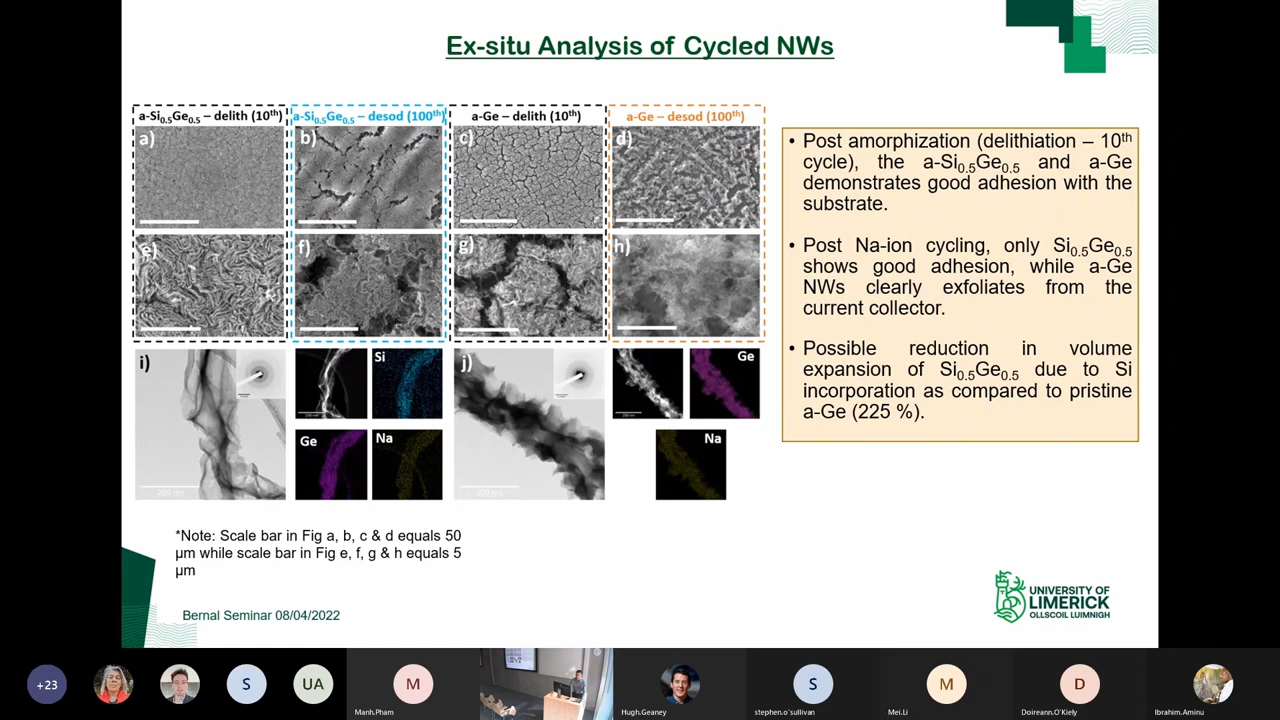 Ex-situ Analysis of Cycled NWs
a-Si0.5Ge0.5 – delith (10th)
a-Si0.5Ge0.5 – desod (100th)
a-Ge – delith (10th)
a-Ge – desod (100th)
a)
b)
c)
d)
e)
f)
g)
h)
i)
200 nm
Si
Ge
Na
j)
200 nm
Ge
Na
• Post amorphization (delithiation – 10th
cycle), the a-Si0.5Ge0.5 and a-Ge
demonstrates good adhesion with the
substrate.
• Post Na-ion cycling, only Si0.5Ge0.5
shows good adhesion, while a-Ge
NWs clearly exfoliates from the
current collector.
• Possible reduction in volume
expansion of Si0.5Ge0.5 due to Si
incorporation as compared to pristine
a-Ge (225 %).
*Note: Scale bar in Fig a, b, c & d equals 50
µm while scale bar in Fig e, f, g & h equals 5
µm
Bernal Seminar 08/04/2022
UNIVERSITY OF
LIMERICK
OLLSCOIL LUIMNIGH
+23
S
UA
M
Manh.Pham
Hugh.Geaney
S
stephen.o'sullivan
M
Mei.Li
D
Doireann.O'Kiely
Ibrahim.Aminu